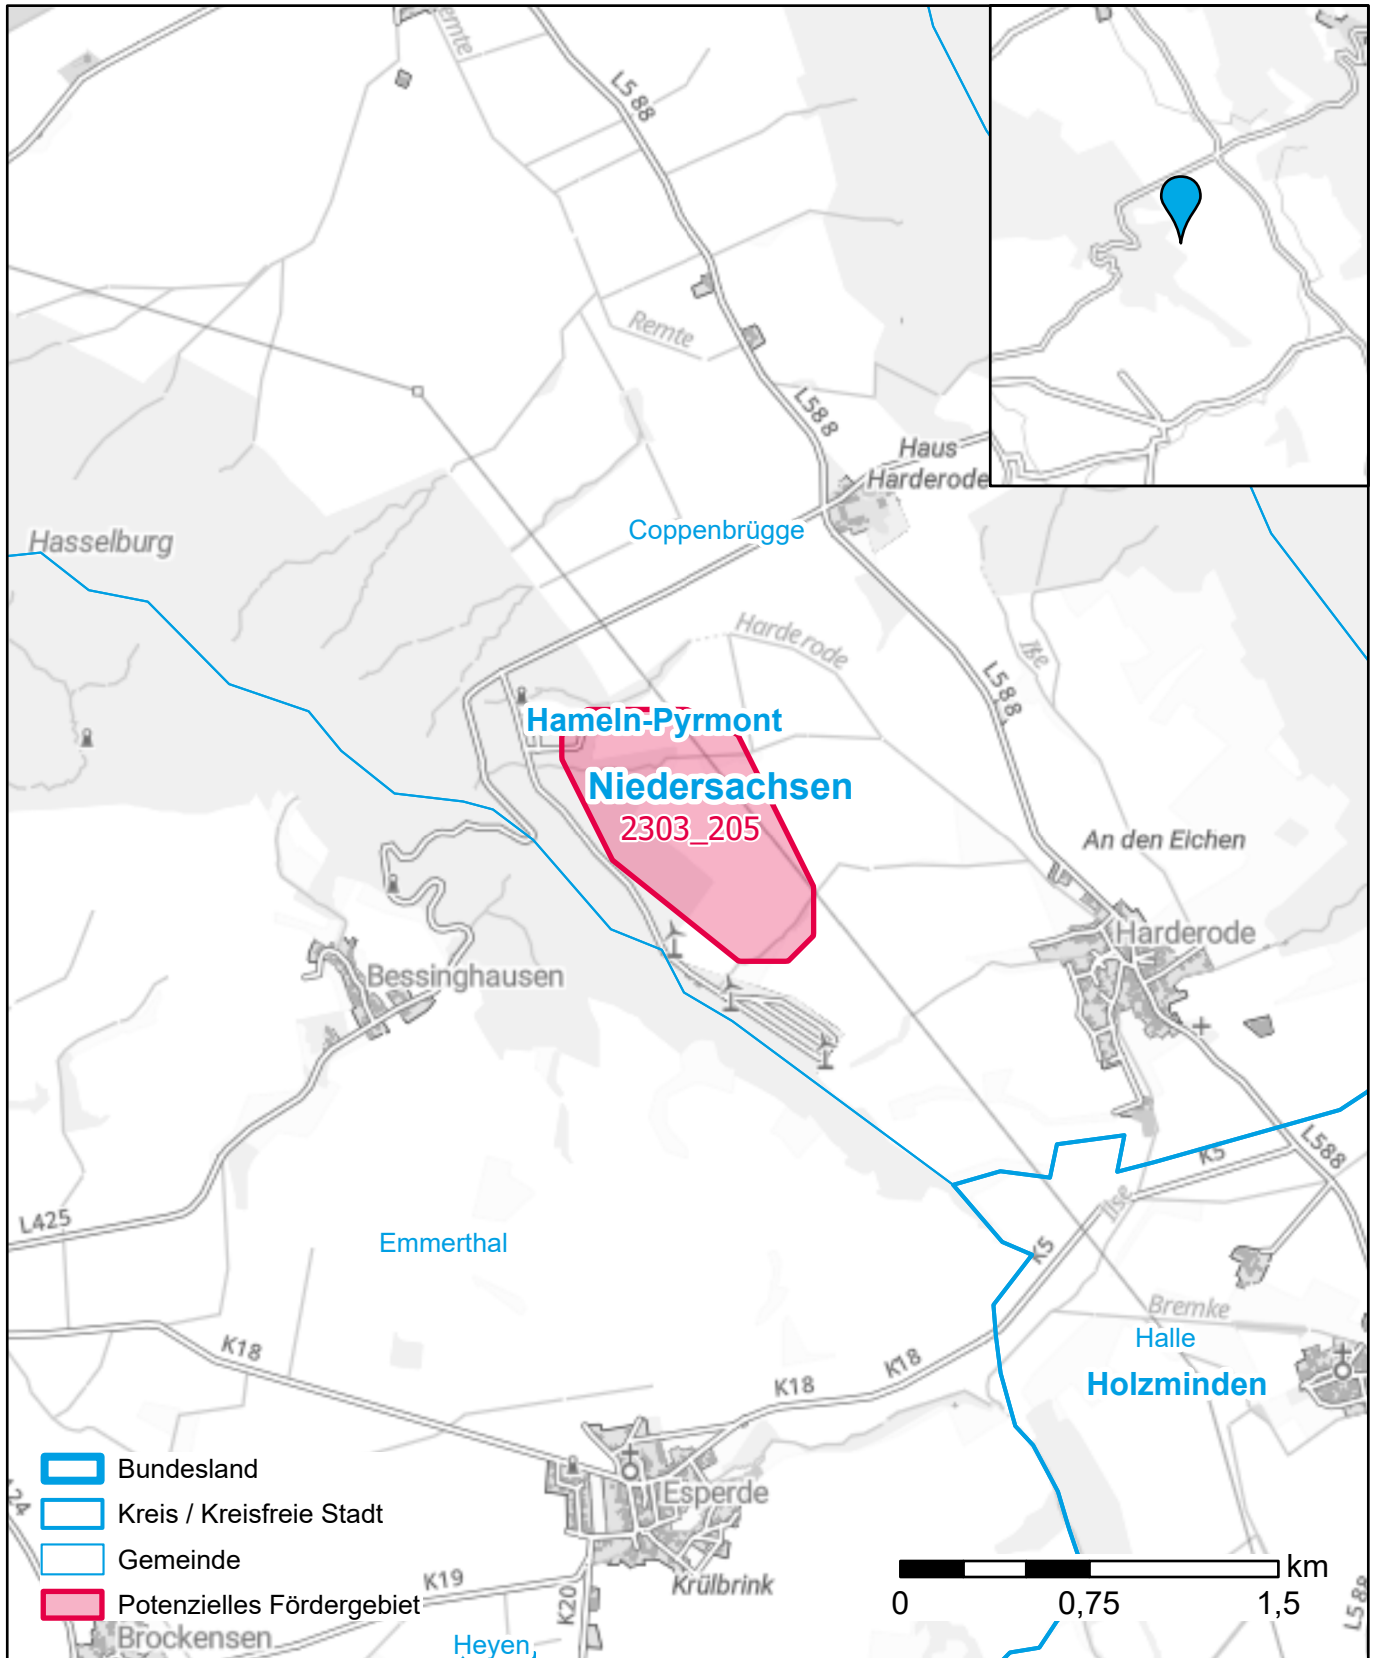 Remte
L588
Remte
L588
Haus
Harderode
Coppenbrügge
Hasselburg
Harderode
Ilse
L588
Hameln-Pyrmont
Niedersachsen
2303_205
An den Eichen
Harderode
Bessinghausen
L588
K5
Ilse
L425
Emmerthal
K5
Bremke
Halle
K18
K18
K18
Holzminden
Bundesland
Kreis / Kreisfreie Stadt
Gemeinde
Potenzielles Fördergebiet
24
Esperde
Krülbrink
K19
K20
Brockensen
Heyen
km
0
0,75
1,5
L588